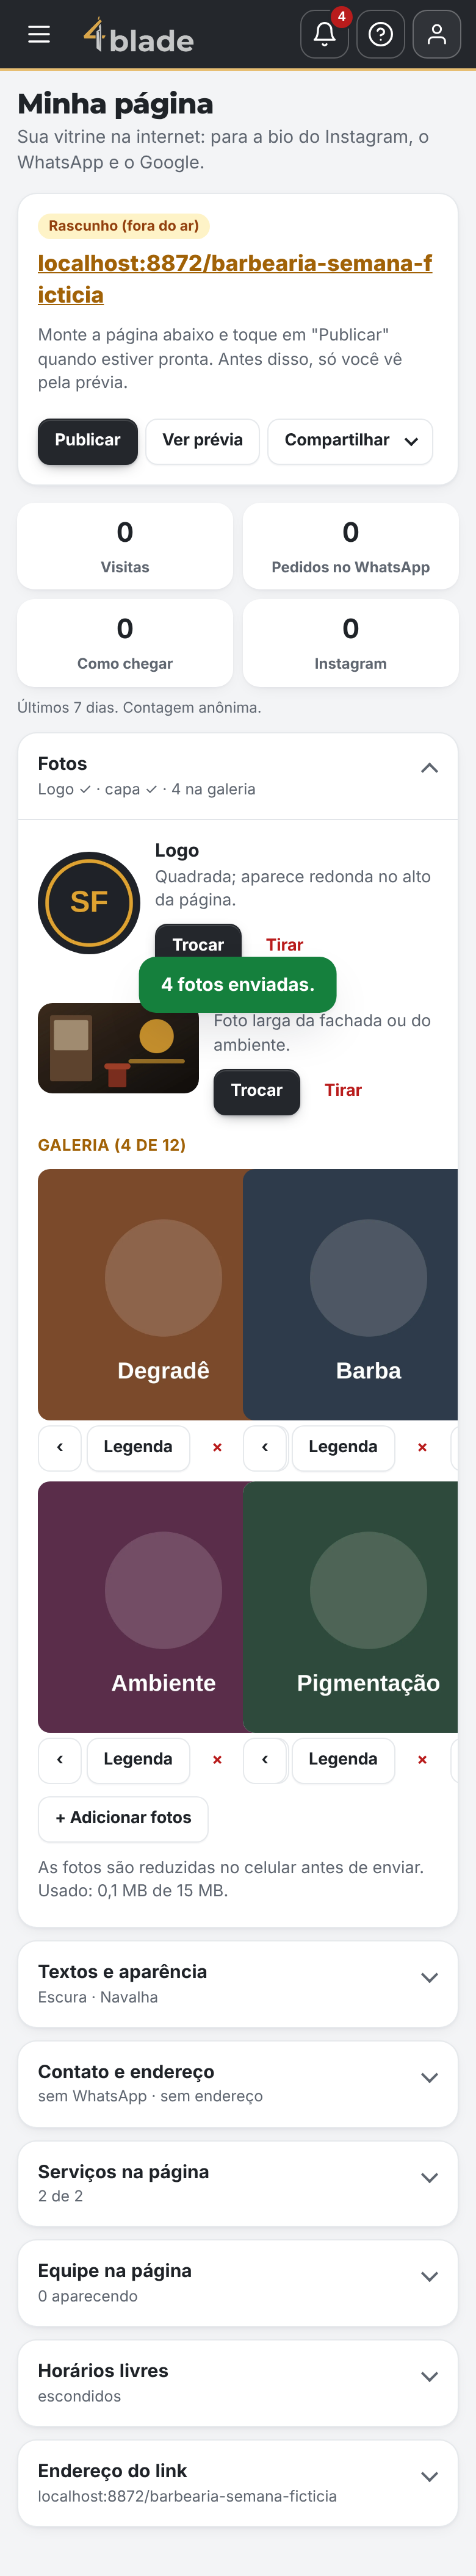 4blade
4
Minha página
Sua vitrine na internet: para a bio do Instagram, o
WhatsApp e o Google.
Rascunho (fora do ar)
localhost:8872/barbearia-semana-f
icticia
Monte a página abaixo e toque em "Publicar"
quando estiver pronta. Antes disso, só você vê
pela prévia.
Publicar
Ver prévia
Compartilhar
0
Visitas
0
Pedidos no WhatsApp
0
Como chegar
0
Instagram
Últimos 7 dias. Contagem anônima.
Fotos
Logo ✓ · capa ✓ · 4 na galeria
SF
Logo
Quadrada; aparece redonda no alto
da página.
Trocar
Tirar
4 fotos enviadas.
Foto larga da fachada ou do
ambiente.
Trocar
Tirar
GALERIA (4 DE 12)
Degradê
Barba
‹ Legenda × ‹ Legenda ×
Ambiente
Pigmentação
‹ Legenda × ‹ Legenda ×
+ Adicionar fotos
As fotos são reduzidas no celular antes de enviar.
Usado: 0,1 MB de 15 MB.
Textos e aparência
Escura · Navalha
Contato e endereço
sem WhatsApp · sem endereço
Serviços na página
2 de 2
Equipe na página
0 aparecendo
Horários livres
escondidos
Endereço do link
localhost:8872/barbearia-semana-ficticia